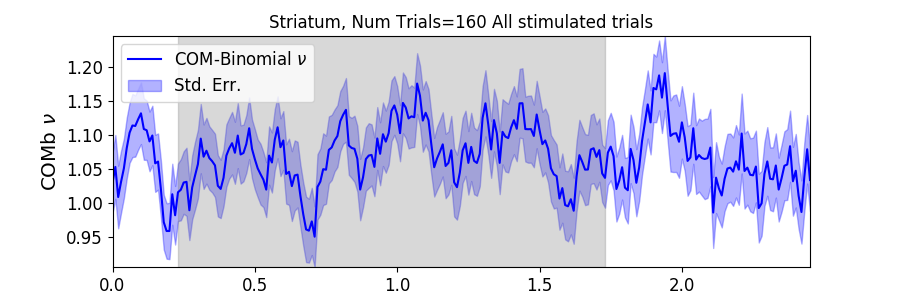 Striatum, Num Trials=160 All stimulated trials
COMb ν
1.20
1.15
1.10
1.05
1.00
0.95
COM-Binomial ν
Std. Err.
0.0 0.5 1.0 1.5 2.0